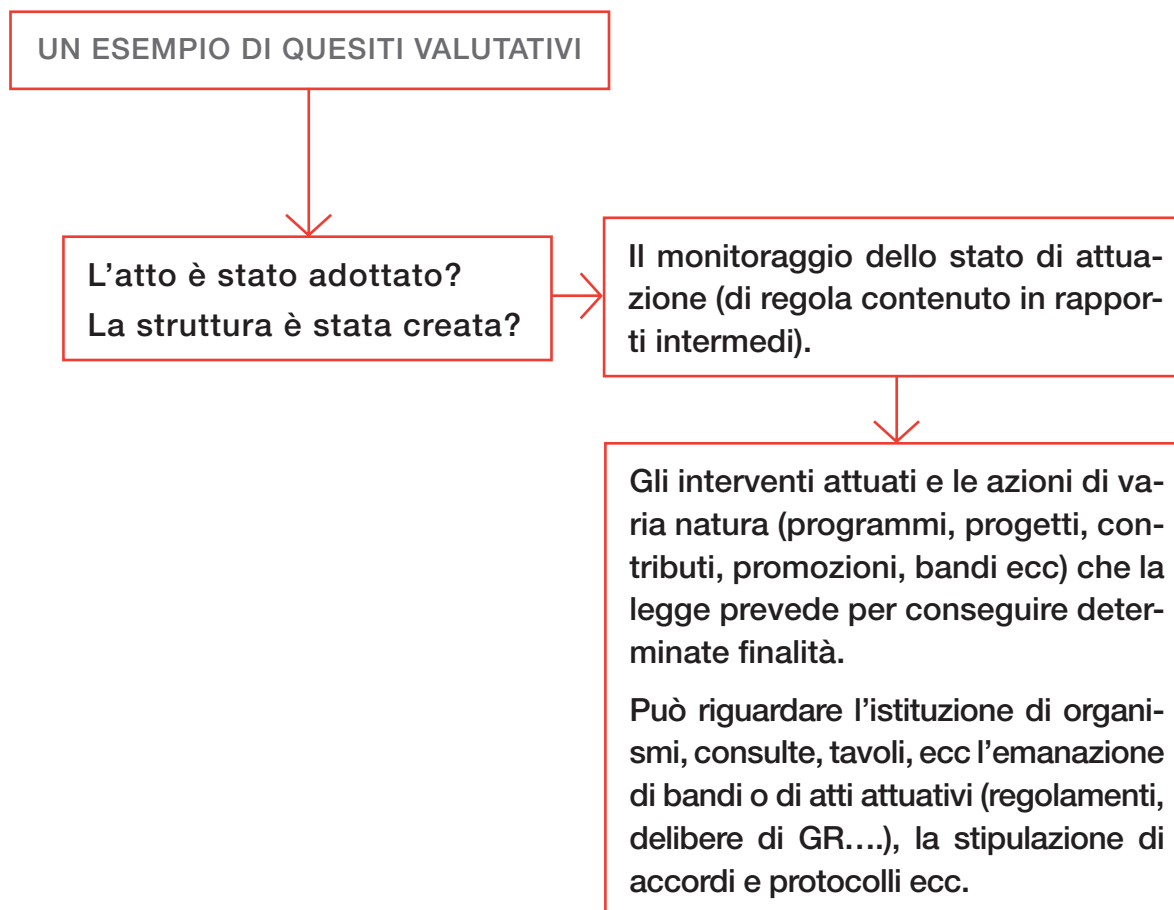 UN ESEMPIO DI QUESITI VALUTATIVI
L’atto è stato adottato?
La struttura è stata creata?
Il monitoraggio dello stato di attua-
zione (di regola contenuto in rappor-
ti intermedi).
Gli interventi attuati e le azioni di va-
ria natura (programmi, progetti, con-
tributi, promozioni, bandi ecc) che la
legge prevede per conseguire deter-
minate finalità.
Può riguardare l’istituzione di organi-
smi, consulte, tavoli, ecc l’emanazione
di bandi o di atti attuativi (regolamenti,
delibere di GR….), la stipulazione di
accordi e protocolli ecc.